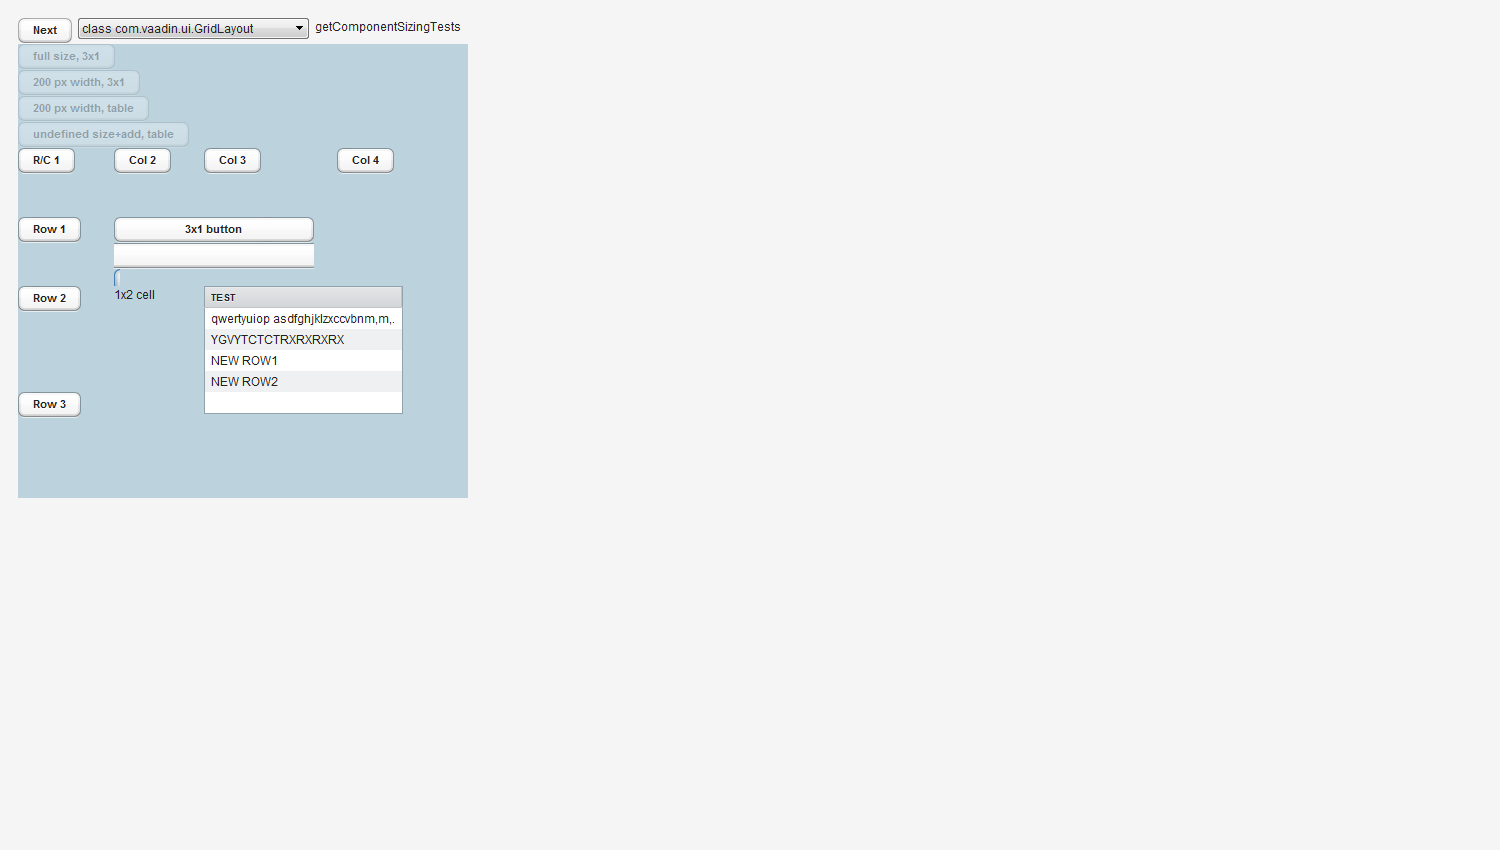 Next class com.vaadin.ui.GridLayout getComponentSizingTests
full size, 3x1
200 px width, 3x1
200 px width, table
undefined size+add, table
R/C 1 Col 2 Col 3 Col 4
Row 1 3x1 button
Row 2 1x2 cell TEST
qwertyuiop asdfghjklzxccvbnm,m,.
YGVYTCTCTRXRXRXRX
NEW ROW1
NEW ROW2
Row 3